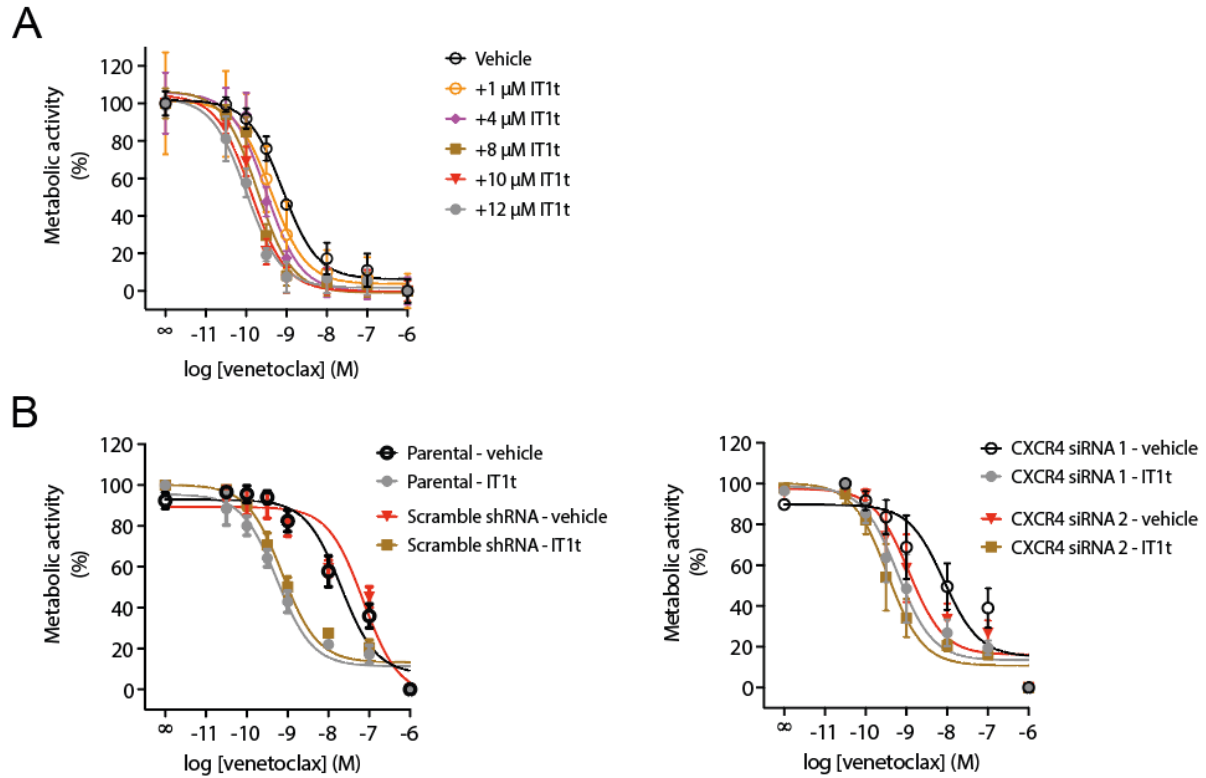 A
120
100
80
60
40
20
0
Metabolic activity
(%)
∞ -11 -10 -9 -8 -7 -6
log [venetoclax] (M)
Vehicle
+1 µM IT1t
+4 µM IT1t
+8 µM IT1t
+10 µM IT1t
+12 µM IT1t
B
120
100
80
60
40
20
0
Metabolic activity
(%)
∞ -11 -10 -9 -8 -7 -6
log [venetoclax] (M)
Parental - vehicle
Parental - IT1t
Scramble shRNA - vehicle
Scramble shRNA - IT1t
120
100
80
60
40
20
0
Metabolic activity
(%)
∞ -11 -10 -9 -8 -7 -6
log [venetoclax] (M)
CXCR4 siRNA 1 - vehicle
CXCR4 siRNA 1 - IT1t
CXCR4 siRNA 2 - vehicle
CXCR4 siRNA 2 - IT1t